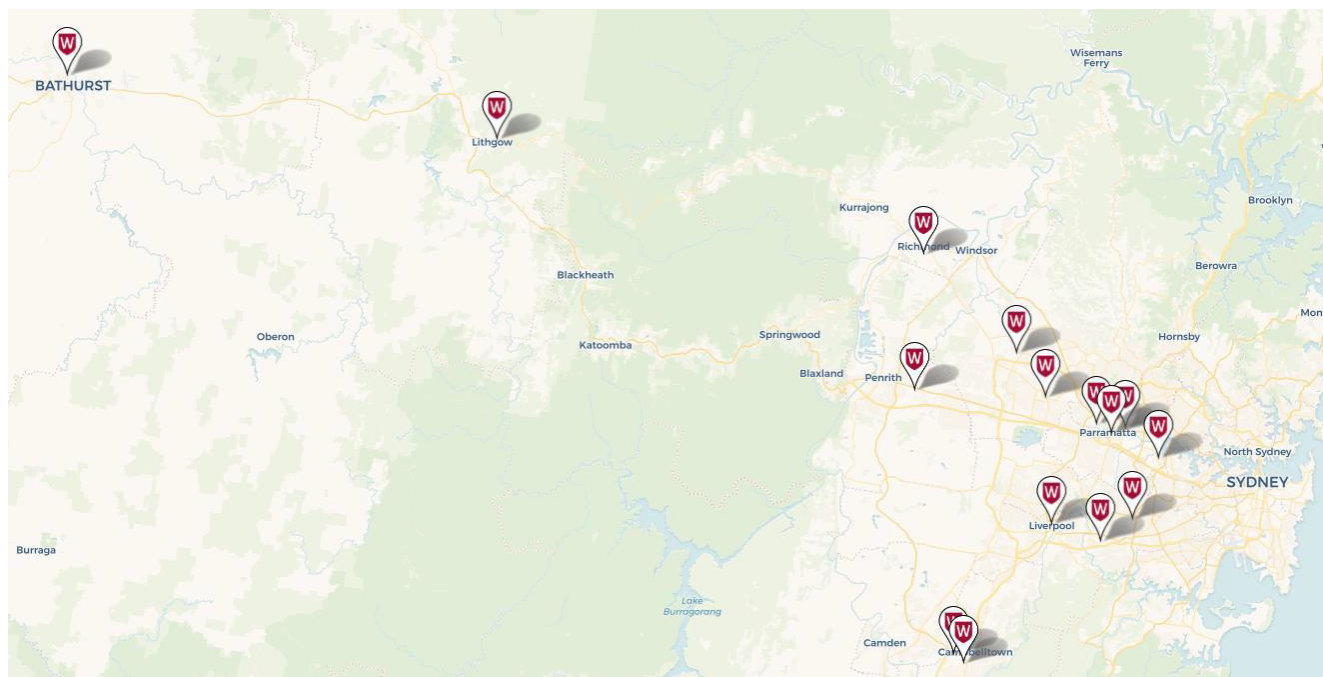 W
BATHURST
W
Lithgow
Wisemans
Ferry
Brooklyn
Kurrajong
W
Richmond
Windsor
Berowra
Blackheath
Oberon
Katoomba
Springwood
Blaxland
Penrith
W
W
W
Hornsby
W
W
W
Parramatta
W
North Sydney
SYDNEY
W
Liverpool
W
W
Burraga
Lake
Burragorang
Camden
W
W
Campbelltown